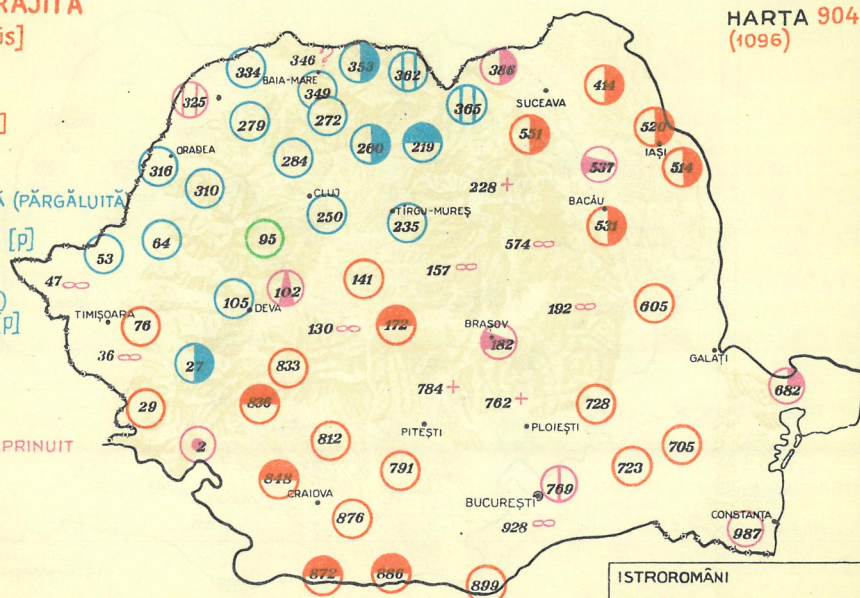 RĂJITĂ
is]
]
Ă (PĂRGĂLUITĂ)
[p]
)
[p]
PRINUIT
HARTA 904
(1096)
346 ?
334
353
362
386
BAIA-MARE
349
325
414
365
SUCEAVA
279
272
551
520
IAȘI
260
219
ORADEA
316
284
537
514
310
228 +
CLUJ
250
TÎRGU-MUREȘ
235
BACĂU
531
64
95
53
574 ∞
157 ∞
47 ∞
141
102
105
DEVA
192 ∞
605
TIMIȘOARA
76
130 ∞
172
BRAȘOV
182
36 ∞
27
833
GALAȚI
784 +
762 +
682
29
836
728
PITEȘTI
PLOIEȘTI
812
2
705
791
723
848
CRAIOVA
769
BUCUREȘTI
876
928 ∞
CONSTANȚA
987
872
886
899
ISTROROMÂNI